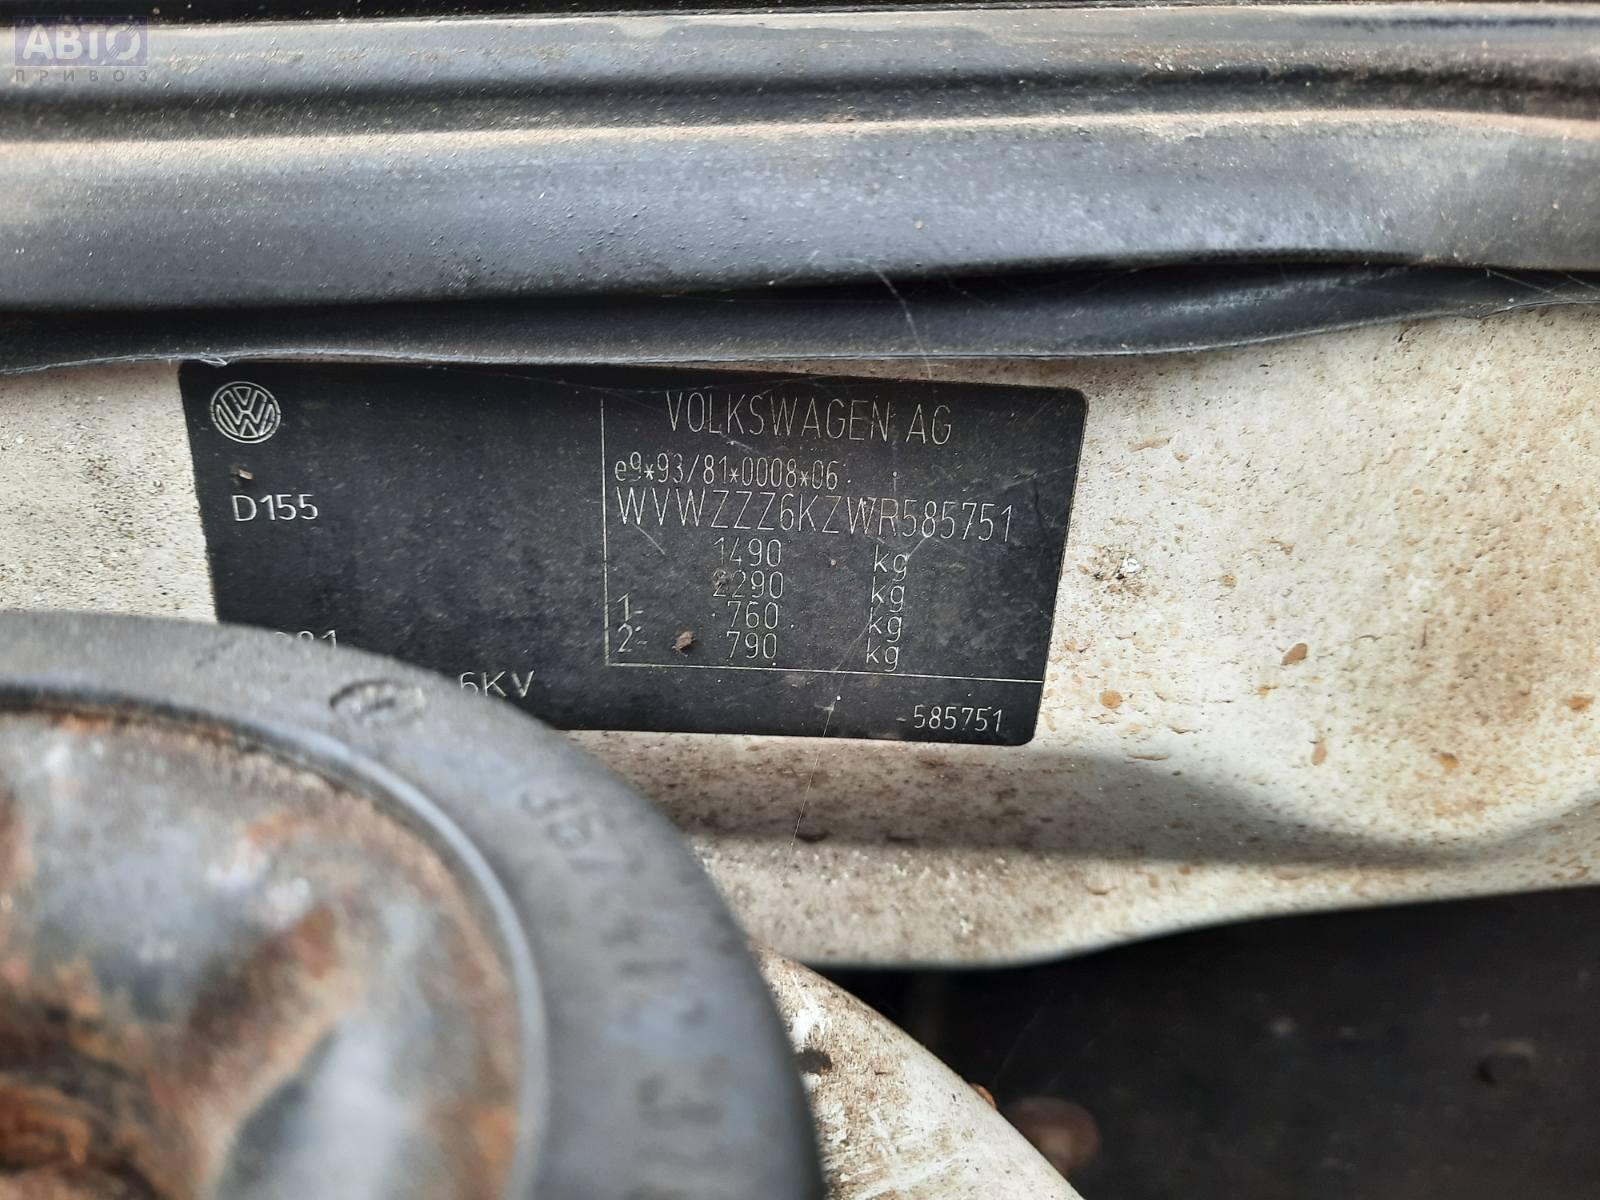 АВТО
ПРИВОЗ
VOLKSWAGEN AG
e9*93/81*0008*06
D155
WVWZZZ6KZWR585751
1490 kg
2290 kg
1- 760 kg
2- 790 kg
6KV
-585751